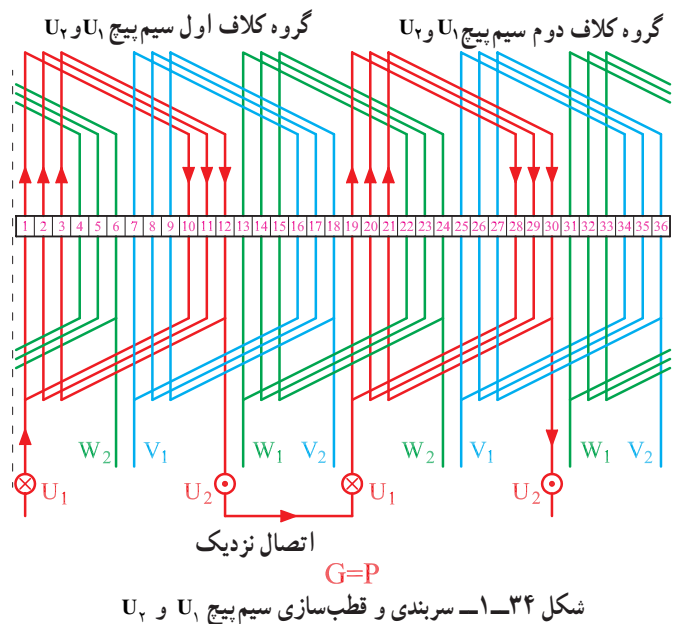 گروه کلاف اول سیم‌پیچ U۱ و U۲
گروه کلاف دوم سیم‌پیچ U۱ و U۲
1 2 3 4 5 6 7 8 9 10 11 12 13 14 15 16 17 18 19 20 21 22 23 24 25 26 27 28 29 30 31 32 33 34 35 36
W2 V1 W1 V2 W2 V1 W1 V2
U1 U2 U1 U2
اتصال نزدیک
G=P
شکل ۳۴ــ۱ــ سربندی و قطب‌سازی سیم‌پیچ U۱ و U۲